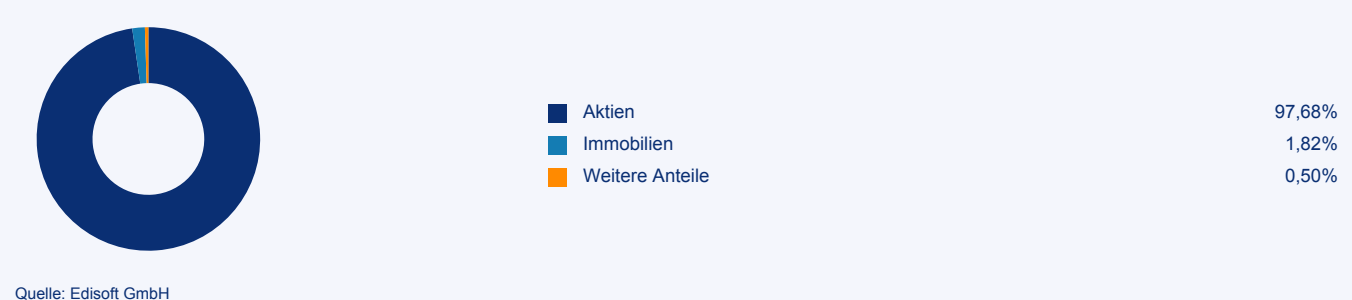 Aktien 97,68%
Immobilien 1,82%
Weitere Anteile 0,50%
Quelle: Edisoft GmbH